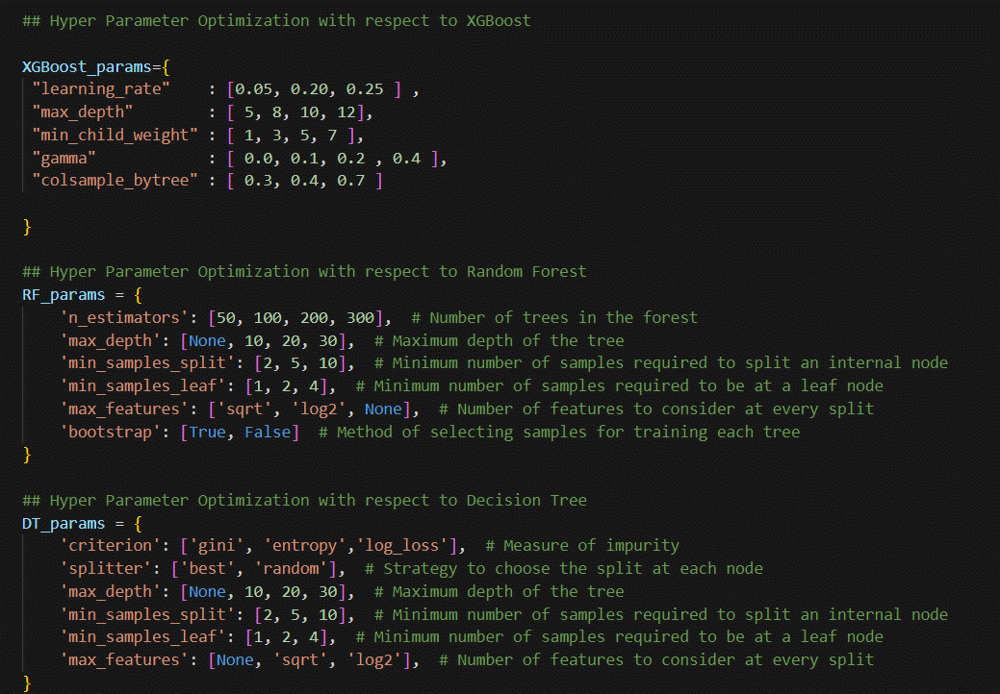 ## Hyper Parameter Optimization with respect to XGBoost
XGBoost_params={
"learning_rate" : [0.05, 0.20, 0.25 ] ,
"max_depth" : [ 5, 8, 10, 12],
"min_child_weight" : [ 1, 3, 5, 7 ],
"gamma" : [ 0.0, 0.1, 0.2 , 0.4 ],
"colsample_bytree" : [ 0.3, 0.4, 0.7 ]
}
## Hyper Parameter Optimization with respect to Random Forest
RF_params = {
'n_estimators': [50, 100, 200, 300], # Number of trees in the forest
'max_depth': [None, 10, 20, 30], # Maximum depth of the tree
'min_samples_split': [2, 5, 10], # Minimum number of samples required to split an internal node
'min_samples_leaf': [1, 2, 4], # Minimum number of samples required to be at a leaf node
'max_features': ['sqrt', 'log2', None], # Number of features to consider at every split
'bootstrap': [True, False] # Method of selecting samples for training each tree
}
## Hyper Parameter Optimization with respect to Decision Tree
DT_params = {
'criterion': ['gini', 'entropy','log_loss'], # Measure of impurity
'splitter': ['best', 'random'], # Strategy to choose the split at each node
'max_depth': [None, 10, 20, 30], # Maximum depth of the tree
'min_samples_split': [2, 5, 10], # Minimum number of samples required to split an internal node
'min_samples_leaf': [1, 2, 4], # Minimum number of samples required to be at a leaf node
'max_features': [None, 'sqrt', 'log2'], # Number of features to consider at every split
}